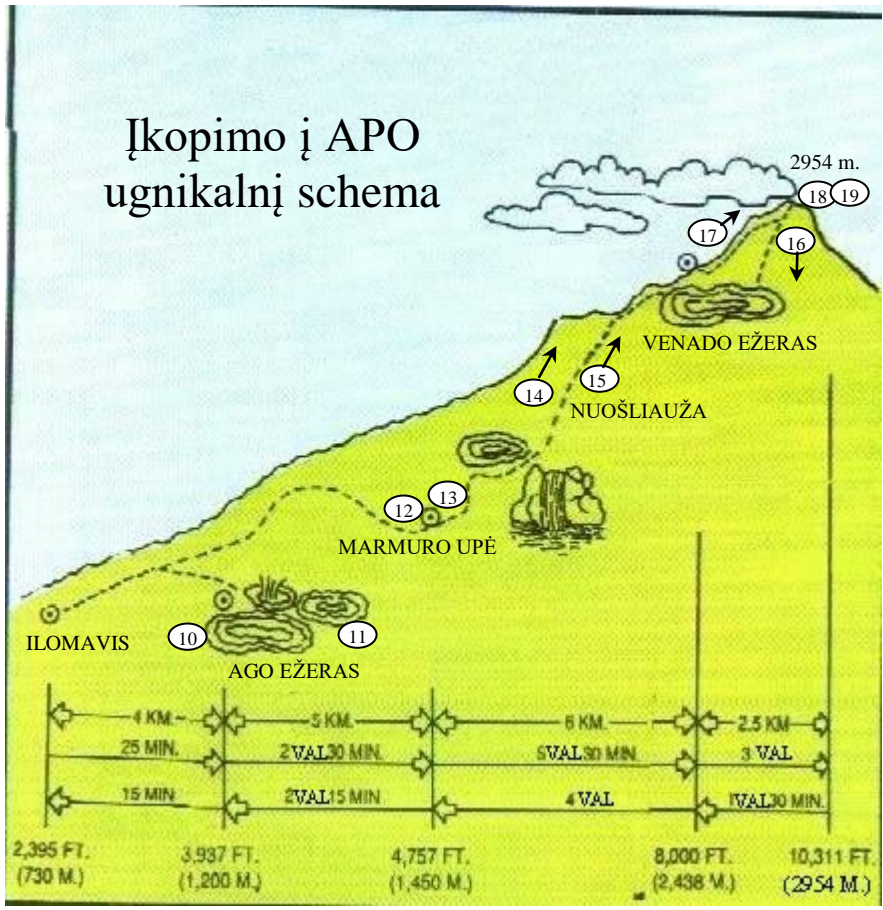 Įkopimo į APO
ugnikalnį schema
2954 m.
18 19
17
16
VENADO EŽERAS
14
15
NUOŠLIAUŽA
12 13
MARMURO UPĖ
ILOMAVIS
10
11
AGO EŽERAS
4 KM. 5 KM. 6 KM. 2.5 KM
25 MIN. 2VAL30 MIN. 5VAL30 MIN. 3 VAL
15 MIN 2VAL15 MIN 4 VAL 1VAL30 MIN.
2,395 FT. 3,937 FT. 4,757 FT. 8,000 FT. 10,311 FT.
(730 M.) (1,200 M.) (1,450 M.) (2,438 M.) (2954 M.)